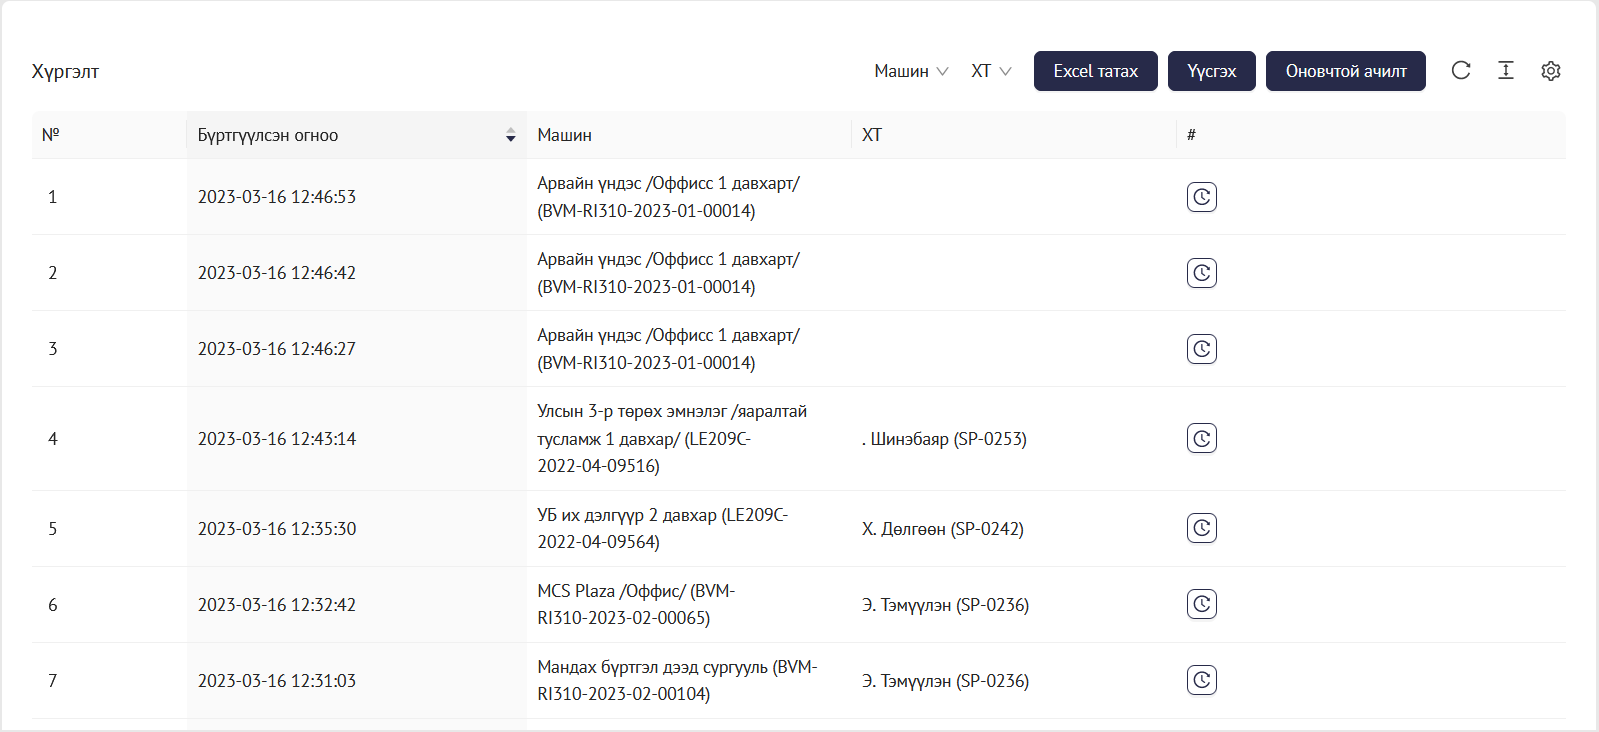 Хүргэлт
Машин
ХТ
Excel татах
Үүсгэх
Оновчтой ачилт
№
Бүртгүүлсэн огноо
Машин
ХТ
#
1
2023-03-16 12:46:53
Арвайн үндэс /Оффисс 1 давхарт/
(BVM-RI310-2023-01-00014)
2
2023-03-16 12:46:42
Арвайн үндэс /Оффисс 1 давхарт/
(BVM-RI310-2023-01-00014)
3
2023-03-16 12:46:27
Арвайн үндэс /Оффисс 1 давхарт/
(BVM-RI310-2023-01-00014)
4
2023-03-16 12:43:14
Улсын 3-р төрөх эмнэлэг /яаралтай
тусламж 1 давхар/ (LE209C-
2022-04-09516)
. Шинэбаяр (SP-0253)
5
2023-03-16 12:35:30
УБ их дэлгүүр 2 давхар (LE209C-
2022-04-09564)
Х. Дөлгөөн (SP-0242)
6
2023-03-16 12:32:42
MCS Plaza /Оффис/ (BVM-
RI310-2023-02-00065)
Э. Тэмүүлэн (SP-0236)
7
2023-03-16 12:31:03
Мандах бүртгэл дээд сургууль (BVM-
RI310-2023-02-00104)
Э. Тэмүүлэн (SP-0236)